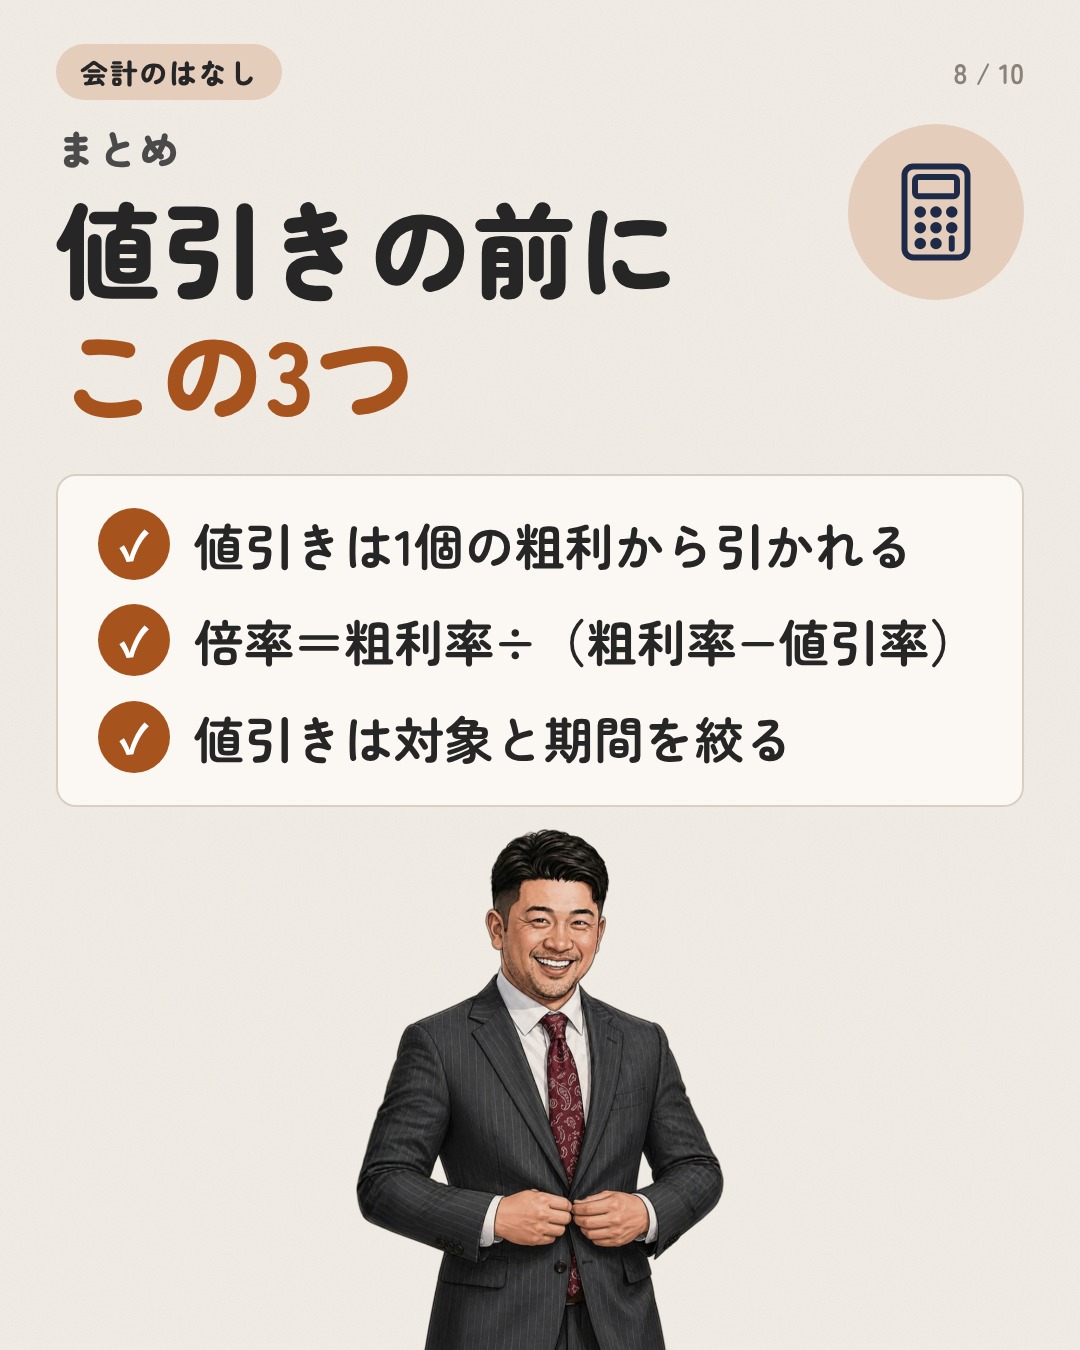 会計のはなし
8 / 10
まとめ
値引きの前に
この3つ
値引きは1個の粗利から引かれる
倍率＝粗利率÷（粗利率−値引率）
値引きは対象と期間を絞る